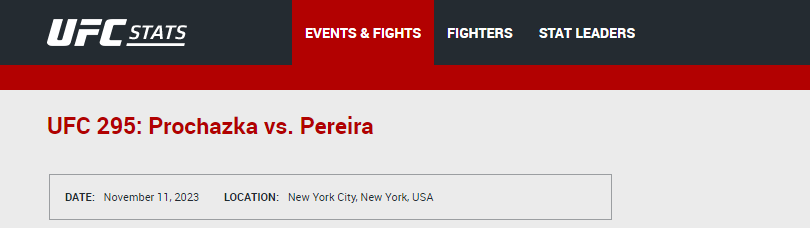 UFC STATS EVENTS & FIGHTS FIGHTERS STAT LEADERS
UFC 295: Prochazka vs. Pereira
DATE: November 11, 2023 LOCATION: New York City, New York, USA